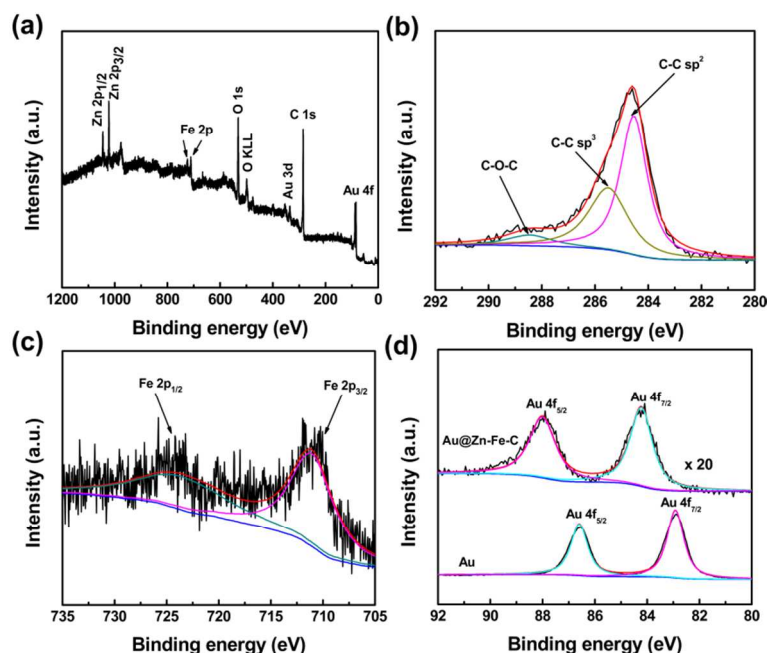 (a)
Zn 2p1/2
Zn 2p3/2
Fe 2p
O 1s
O KLL
Au 3d
C 1s
Au 4f
Intensity (a.u.)
1200 1000 800 600 400 200 0
Binding energy (eV)
(b)
C-C sp2
C-C sp3
C-O-C
Intensity (a.u.)
292 290 288 286 284 282 280
Binding energy (eV)
(c)
Fe 2p1/2
Fe 2p3/2
Intensity (a.u.)
735 730 725 720 715 710 705
Binding energy (eV)
(d)
Au 4f5/2
Au 4f7/2
Au@Zn-Fe-C
x 20
Au 4f5/2
Au 4f7/2
Au
Intensity (a.u.)
92 90 88 86 84 82 80
Binding energy (eV)